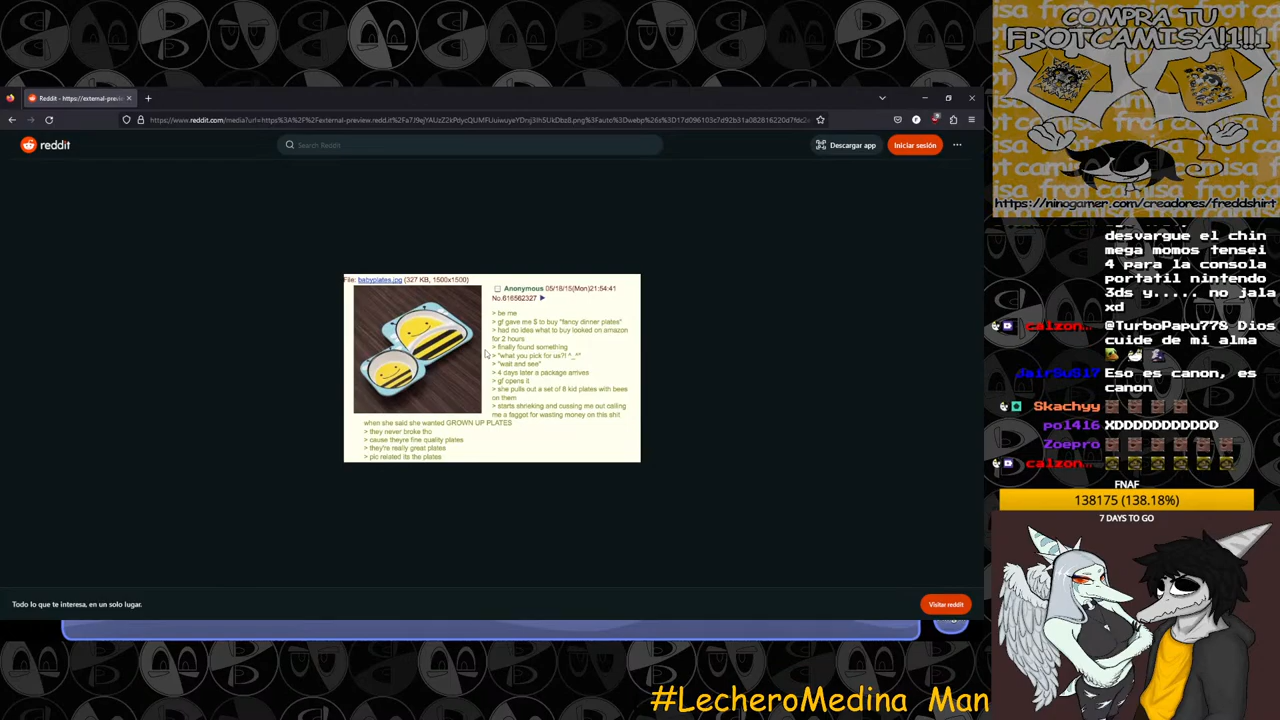 COMPRA TU
FROTCAMISA!1!!1
https://ninogamer.com/creadores/freddshirt
Reddit - https://external-previe
reddit
Search Reddit
Descargar app
Iniciar sesión
File: babyplates.jpg (327 KB, 1500x1500)
Anonymous 05/18/15(Mon)21:54:41
No.616562327
> be me
> gf gave me $ to buy "fancy dinner plates"
> had no idea what to buy looked on amazon
for 2 hours
> finally found something
> "what you pick for us?! ^_^"
> "wait and see"
> 4 days later a package arrives
> gf opens it
> she pulls out a set of 8 kid plates with bees
on them
> starts shrieking and cussing me out calling
me a faggot for wasting money on this shit
when she said she wanted GROWN UP PLATES
> they never broke tho
> cause theyre fine quality plates
> they're really great plates
> pic related its the plates
Todo lo que te interesa, en un solo lugar.
Visitar reddit
desvargue el chin
mega momos tensei
4 para la consola
portatil nintendo
3ds y....., no jala
xd
calzon... @TurboPapu778 Dios
cuide de mi alma
JairSuS17 Eso es canon, es
canon
Skachyy
po1416 XDDDDDDDDDDD
Zoepro
calzon...
FNAF
138175 (138.18%)
7 DAYS TO GO
#LecheroMedina Man